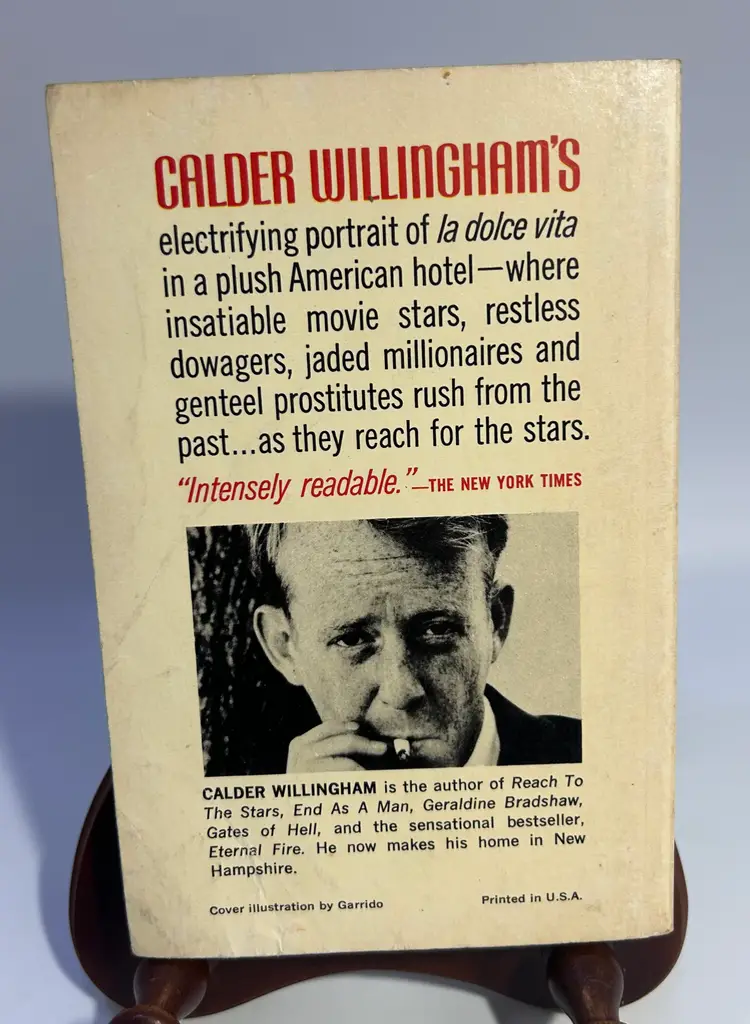 CALDER WILLINGHAM'S
electrifying portrait of la dolce vita
in a plush American hotel—where
insatiable movie stars, restless
dowagers, jaded millionaires and
genteel prostitutes rush from the
past...as they reach for the stars.
"Intensely readable."—THE NEW YORK TIMES
CALDER WILLINGHAM is the author of Reach To
The Stars, End As A Man, Geraldine Bradshaw,
Gates of Hell, and the sensational bestseller,
Eternal Fire. He now makes his home in New
Hampshire.
Cover illustration by Garrido
Printed in U.S.A.